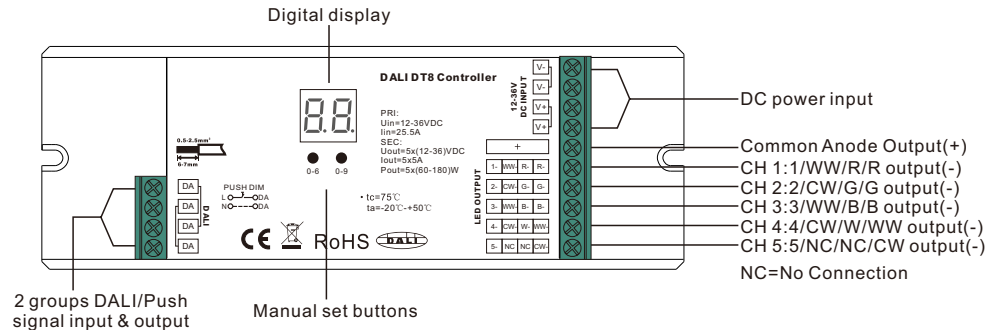 Digital display
DALI DT8 Controller
88
PRI:
Uin=12-36VDC
Iin=25.5A
SEC:
Uout=5x(12-36)VDC
Iout=5x5A
Pout=5x(60-180)W
0-6
0-9
• tc=75℃
ta=-20℃-+50℃
0.5-2.5mm²
6-7mm
DA
DA
DA
DA
DALI
PUSH DIM
L DA
N DA
CE
RoHS
DALI
12-36V
DC INPUT
V-
V-
V+
V+
LED OUTPUT
+
1- WW- R- R-
2- CW- G- G-
3- WW- B- B-
4- CW- W- WW-
5- NC NC CW-
DC power input
Common Anode Output(+)
CH 1:1/WW/R/R output(-)
CH 2:2/CW/G/G output(-)
CH 3:3/WW/B/B output(-)
CH 4:4/CW/W/WW output(-)
CH 5:5/NC/NC/CW output(-)
NC=No Connection
2 groups DALI/Push
signal input & output
Manual set buttons